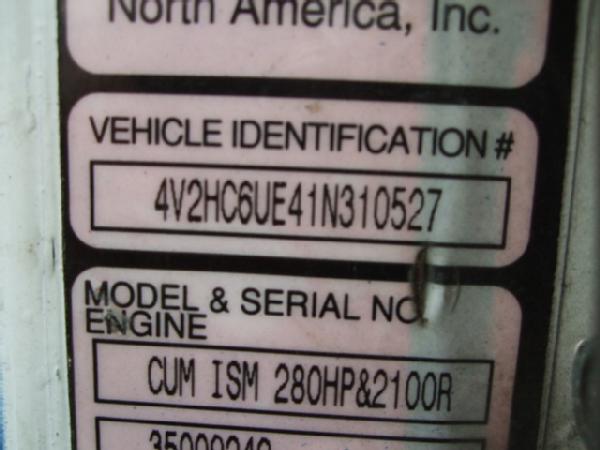 North America, Inc.
VEHICLE IDENTIFICATION #
4V2HC6UE41N310527
MODEL & SERIAL NO.
ENGINE
CUM ISM 280HP&2100R